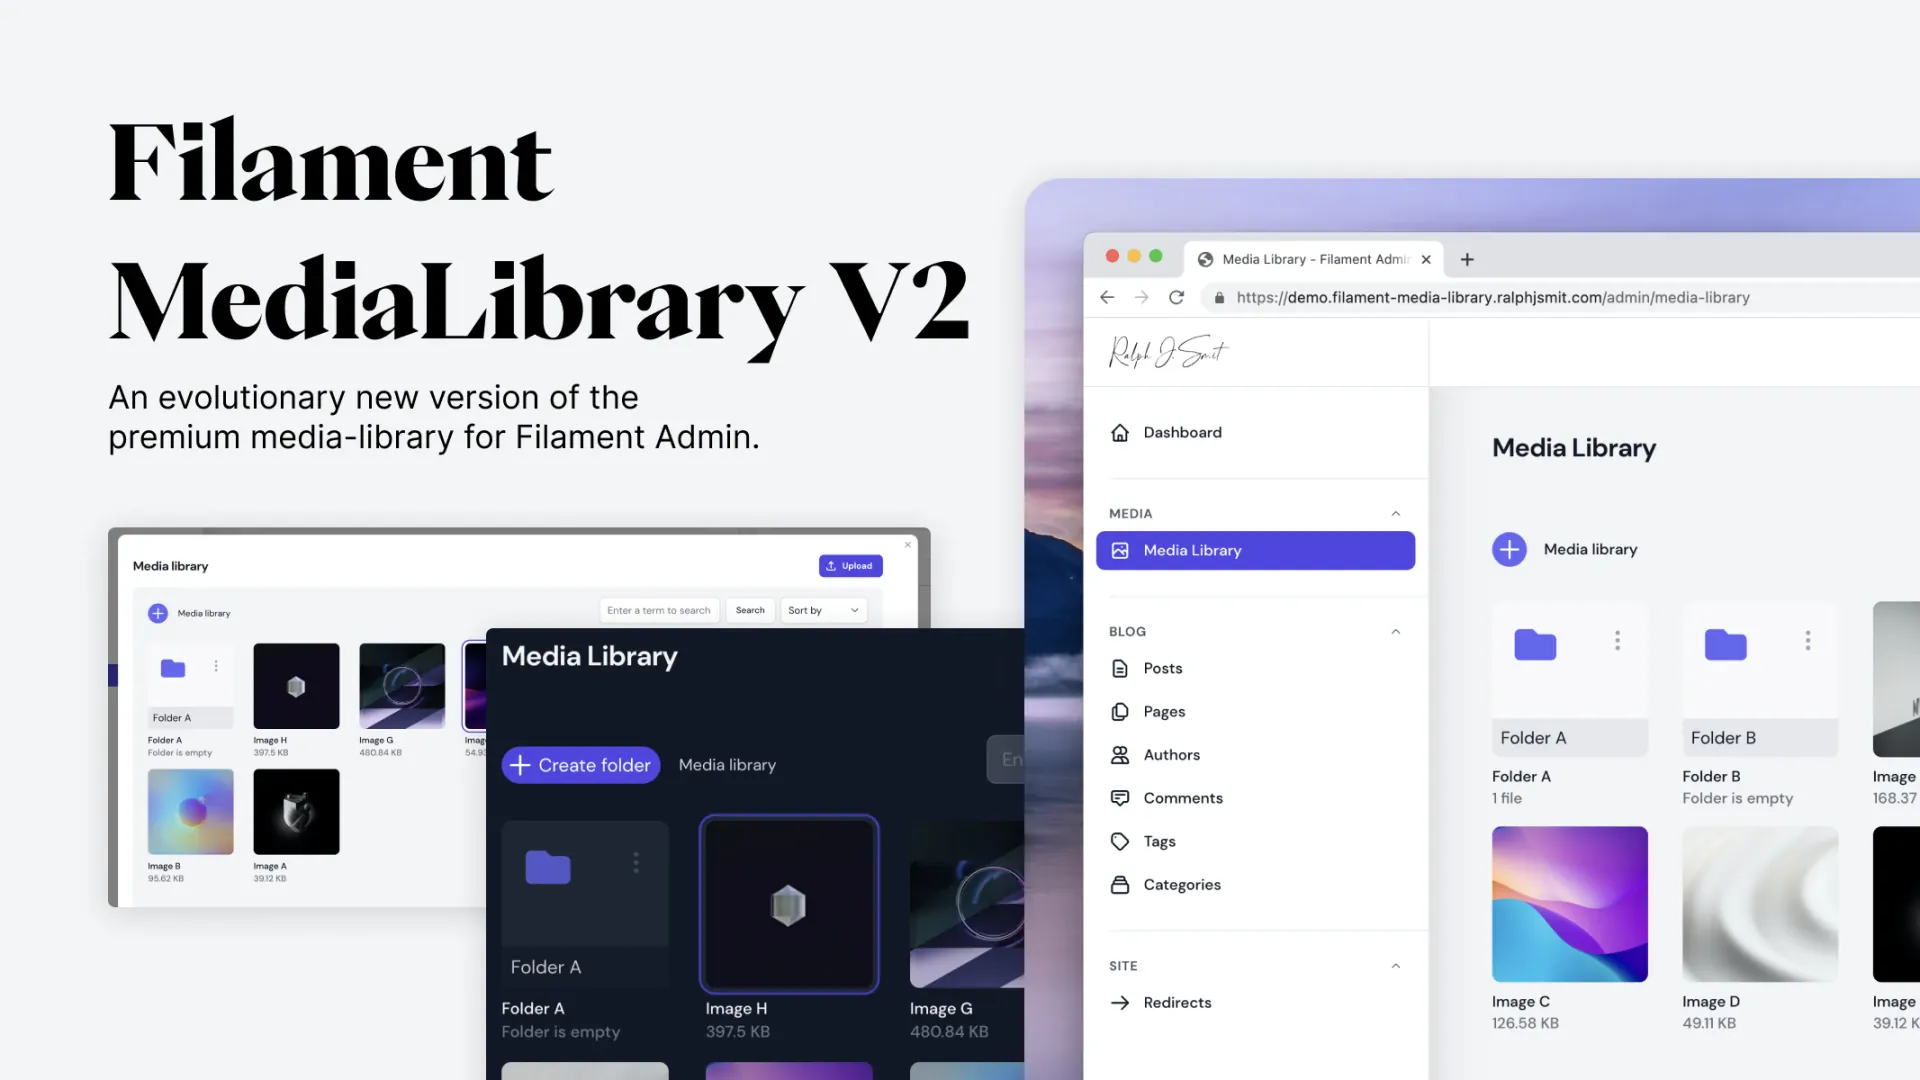 Filament
MediaLibrary V2
An evolutionary new version of the
premium media-library for Filament Admin.
Media library
Upload
Media library
Enter a term to search
Search
Sort by
Folder A
Folder A
Folder is empty
Image H
397.5 KB
Image G
480.84 KB
Image
54.93
Image B
95.62 KB
Image A
39.12 KB
Media Library
Create folder
Media library
En
Folder A
Folder A
Folder is empty
Image H
397.5 KB
Image G
480.84 KB
Media Library - Filament Admin
https://demo.filament-media-library.ralphjsmit.com/admin/media-library
Ralph J. Smit
Dashboard
MEDIA
Media Library
BLOG
Posts
Pages
Authors
Comments
Tags
Categories
SITE
Redirects
Media Library
Media library
Folder A
Folder A
1 file
Folder B
Folder B
Folder is empty
Image
168.37
Image C
126.58 KB
Image D
49.11 KB
Image
39.12 K